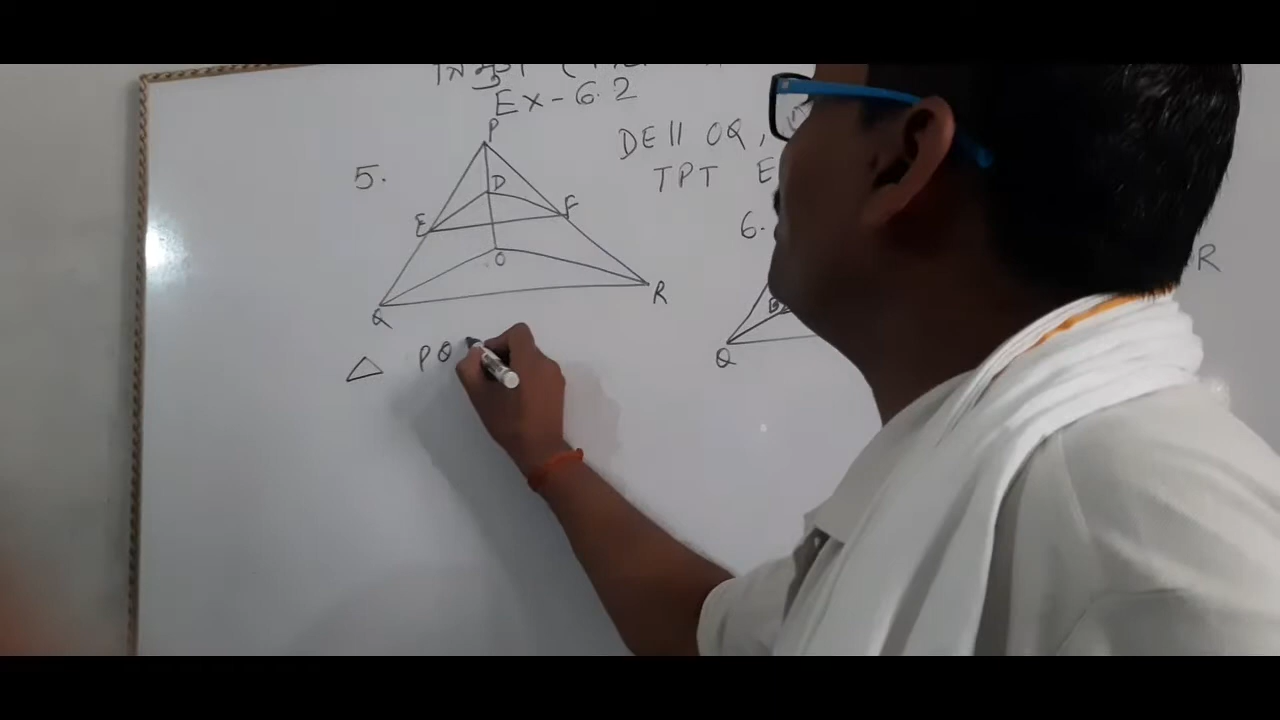 Ex-6.2
DE || OQ,
TPT E
5.
P
D
E
F
O
Q
R
6.
R
Q
△ PQ